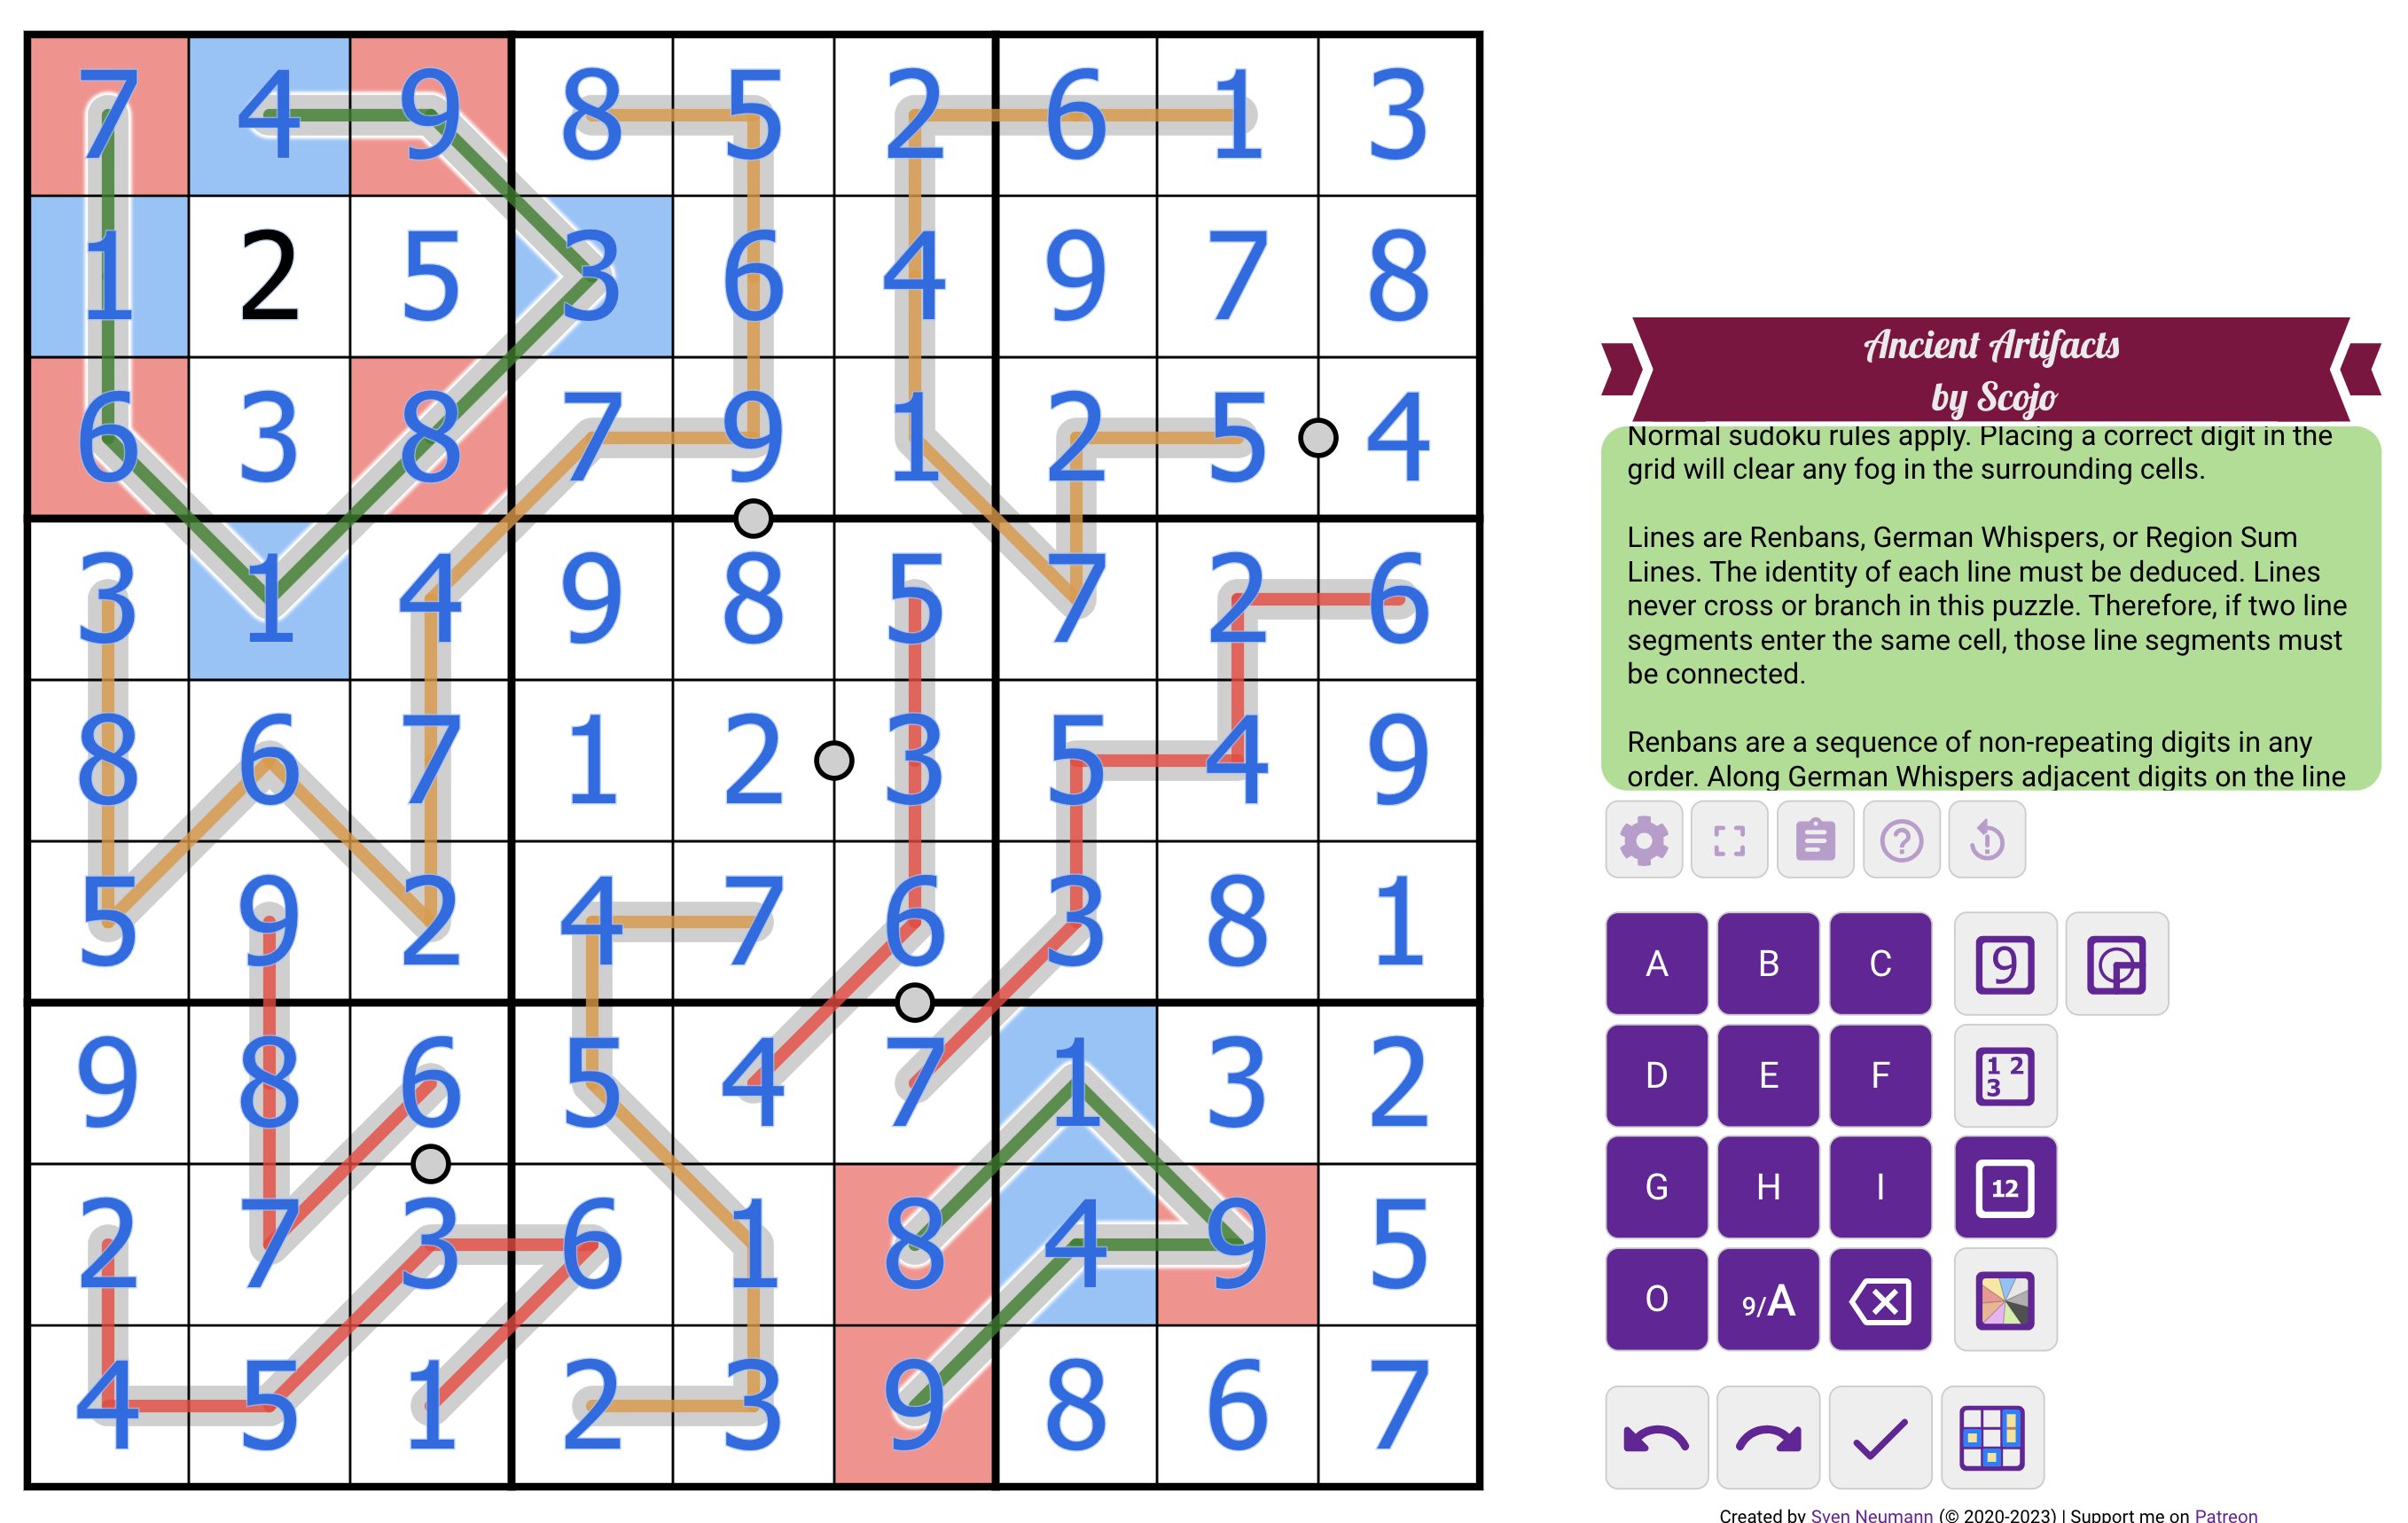 7 4 9 8 5 2 6 1 3
1 2 5 3 6 4 9 7 8
6 3 8 7 9 1 2 5 4
3 1 4 9 8 5 7 2 6
8 6 7 1 2 3 5 4 9
5 9 2 4 7 6 3 8 1
9 8 6 5 4 7 1 3 2
2 7 3 6 1 8 4 9 5
4 5 1 2 3 9 8 6 7
Ancient Artifacts
by Scojo
Normal sudoku rules apply. Placing a correct digit in the
grid will clear any fog in the surrounding cells.
Lines are Renbans, German Whispers, or Region Sum
Lines. The identity of each line must be deduced. Lines
never cross or branch in this puzzle. Therefore, if two line
segments enter the same cell, those line segments must
be connected.
Renbans are a sequence of non-repeating digits in any
order. Along German Whispers adjacent digits on the line
A B C 9
D E F 1 2 3
G H I 12
O 9/A
Created by Sven Neumann (© 2020-2023) | Support me on Patreon